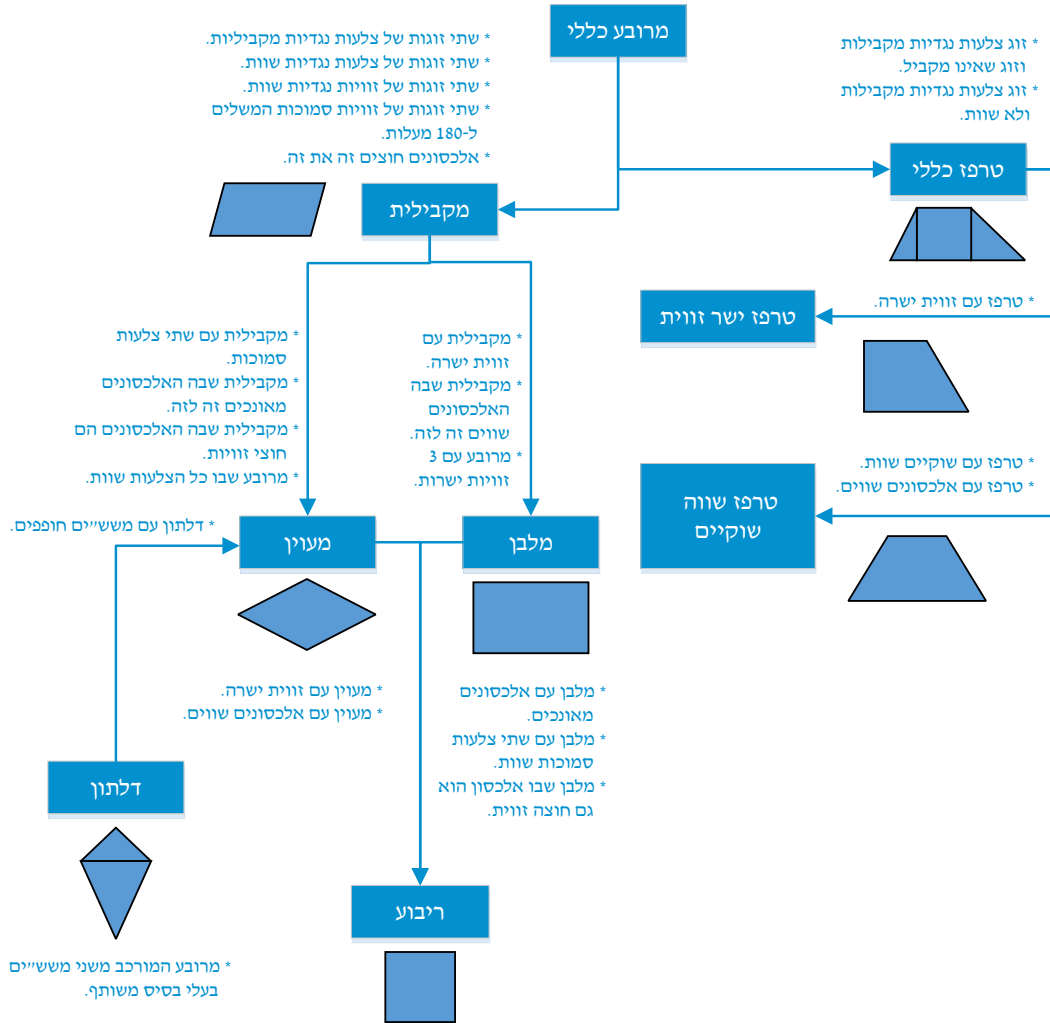 מרובע כללי
* שתי זוגות של צלעות נגדיות מקביליות.
* שתי זוגות של צלעות נגדיות שוות.
* שתי זוגות של זוויות נגדיות שוות.
* שתי זוגות של זוויות סמוכות המשלים
ל-180 מעלות.
* אלכסונים חוצים זה את זה.
* זוג צלעות נגדיות מקבילות
וזוג שאינו מקביל.
* זוג צלעות נגדיות מקבילות
ולא שוות.
טרפז כללי
מקבילית
* טרפז עם זווית ישרה.
טרפז ישר זווית
* מקבילית עם שתי צלעות
סמוכות.
* מקבילית שבה האלכסונים
מאונכים זה לזה.
* מקבילית שבה האלכסונים הם
חוצי זוויות.
* מרובע שבו כל הצלעות שוות.
* מקבילית עם
זווית ישרה.
* מקבילית שבה
האלכסונים
שווים זה לזה.
* מרובע עם 3
זוויות ישרות.
* טרפז עם שוקיים שוות.
* טרפז עם אלכסונים שווים.
טרפז שווה
שוקיים
* דלתון עם משש״ים חופפים.
מעוין
מלבן
* מעוין עם זווית ישרה.
* מעוין עם אלכסונים שווים.
* מלבן עם אלכסונים
מאונכים.
* מלבן עם שתי צלעות
סמוכות שוות.
* מלבן שבו אלכסון הוא
גם חוצה זווית.
דלתון
ריבוע
* מרובע המורכב משני משש״ים
בעלי בסיס משותף.